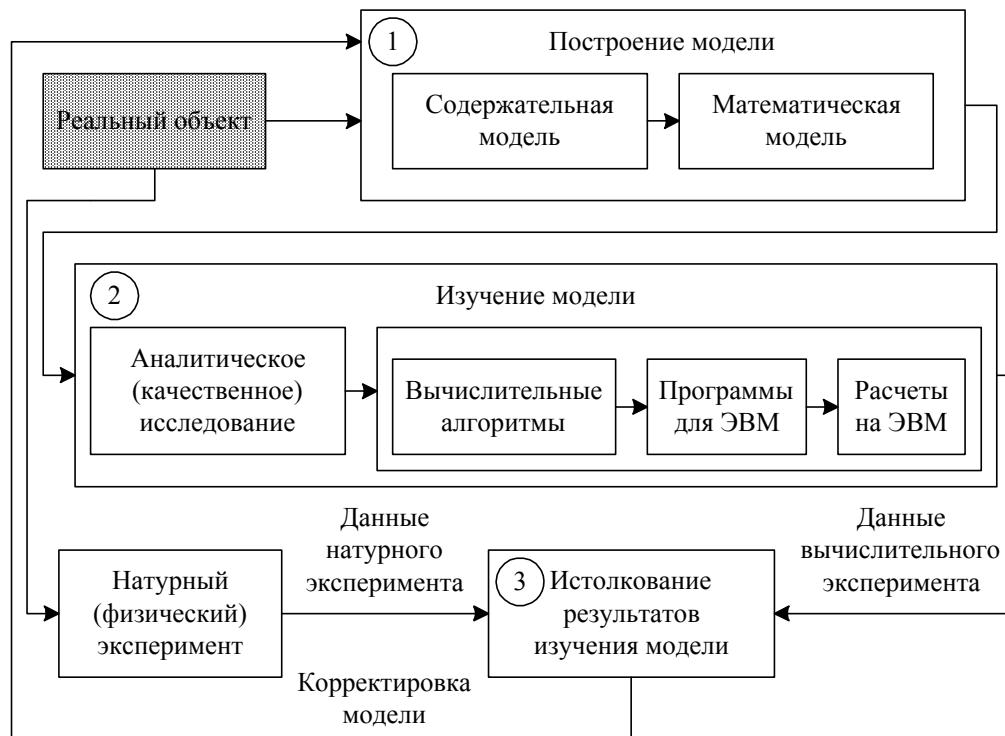 1
Построение модели
Реальный объект
Содержательная
модель
Математическая
модель
2
Изучение модели
Аналитическое
(качественное)
исследование
Вычислительные
алгоритмы
Программы
для ЭВМ
Расчеты
на ЭВМ
Данные
натурного
эксперимента
Данные
вычислительного
эксперимента
Натурный
(физический)
эксперимент
3
Истолкование
результатов
изучения модели
Корректировка
модели